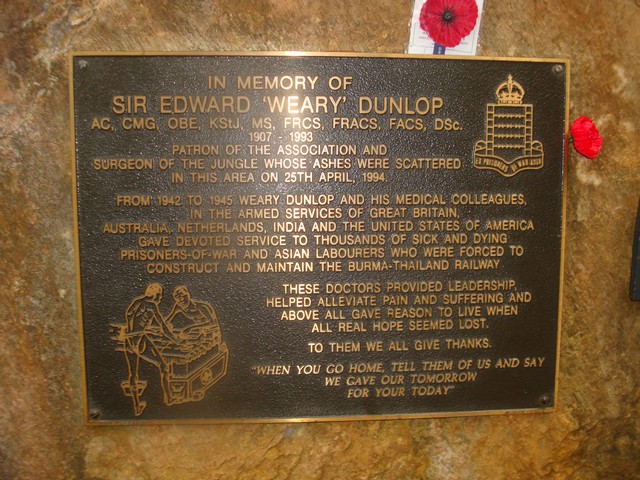 IN MEMORY OF
SIR EDWARD 'WEARY' DUNLOP
AC, CMG, OBE, KStJ, MS, FRCS, FRACS, FACS, DSc.
1907 - 1993
PATRON OF THE ASSOCIATION AND
SURGEON OF THE JUNGLE WHOSE ASHES WERE SCATTERED
IN THIS AREA ON 25TH APRIL, 1994.
EX PRISONERS OF WAR ASSN
FROM 1942 TO 1945 WEARY DUNLOP AND HIS MEDICAL COLLEAGUES,
IN THE ARMED SERVICES OF GREAT BRITAIN,
AUSTRALIA, NETHERLANDS, INDIA AND THE UNITED STATES OF AMERICA
GAVE DEVOTED SERVICE TO THOUSANDS OF SICK AND DYING
PRISONERS-OF-WAR AND ASIAN LABOURERS WHO WERE FORCED TO
CONSTRUCT AND MAINTAIN THE BURMA-THAILAND RAILWAY
THESE DOCTORS PROVIDED LEADERSHIP,
HELPED ALLEVIATE PAIN AND SUFFERING AND
ABOVE ALL GAVE REASON TO LIVE WHEN
ALL REAL HOPE SEEMED LOST.
TO THEM WE ALL GIVE THANKS.
"WHEN YOU GO HOME, TELL THEM OF US AND SAY
WE GAVE OUR TOMORROW
FOR YOUR TODAY"